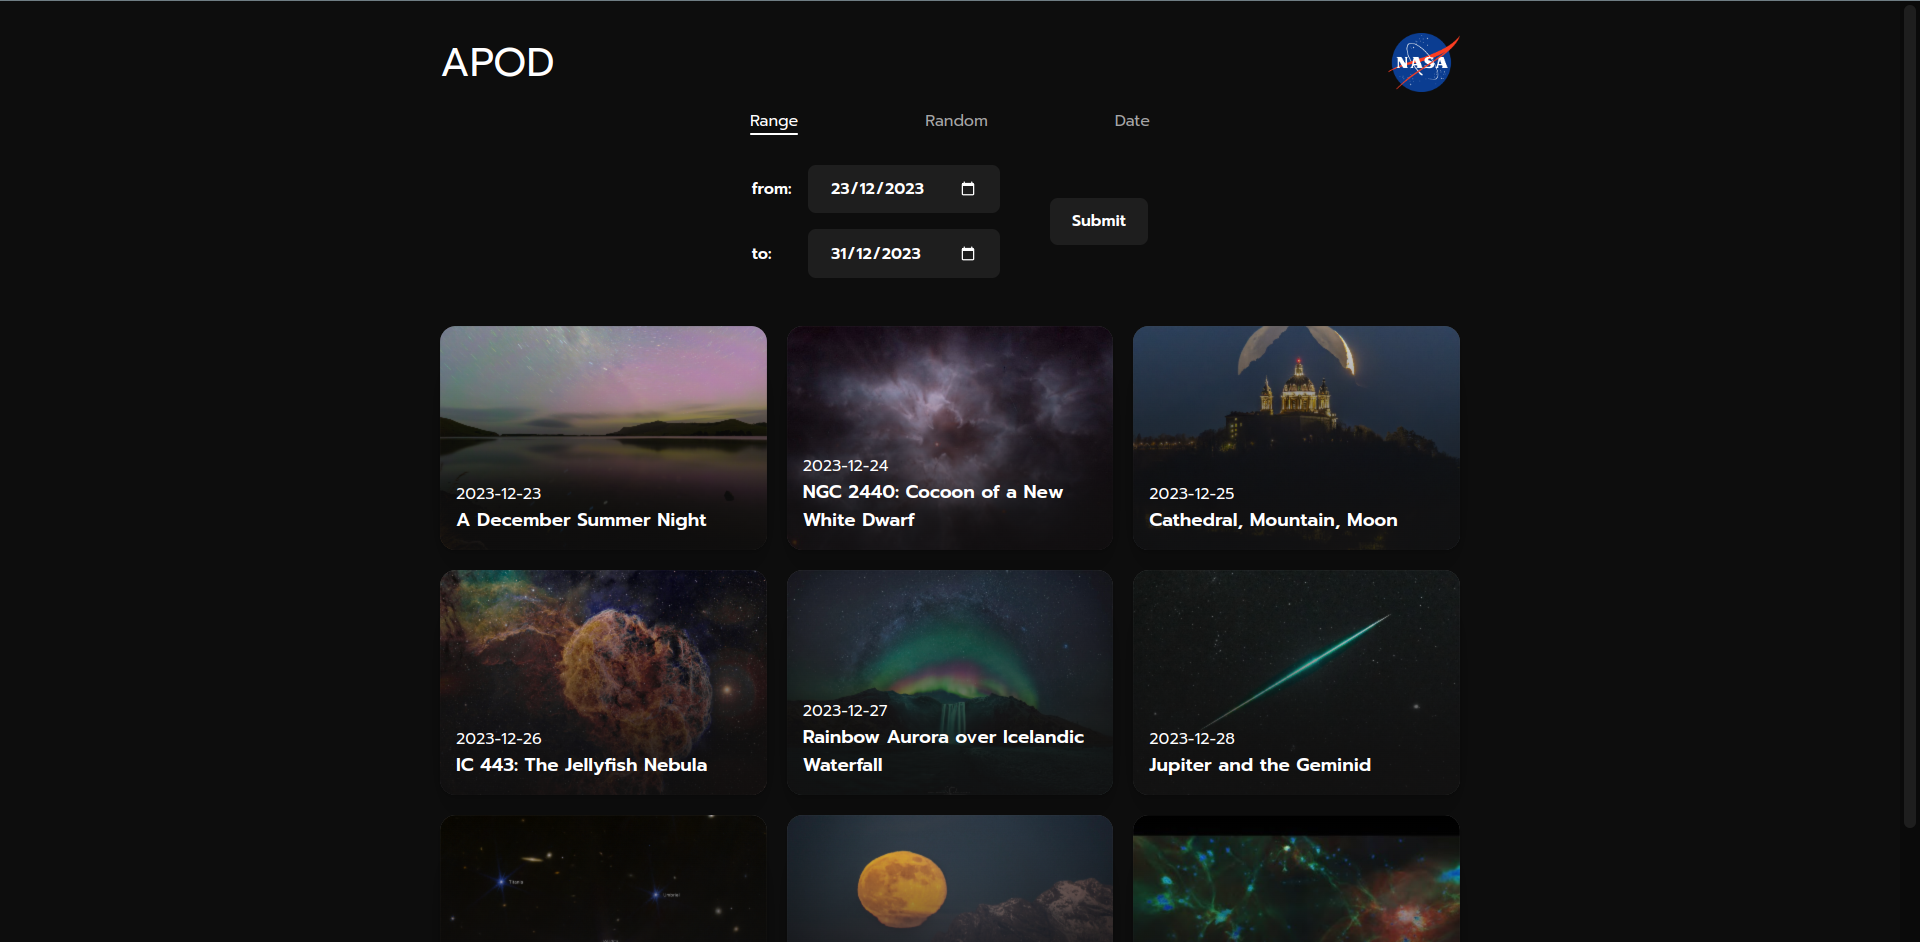 APOD
NASA
Range
Random
Date
from:
23/12/2023
to:
31/12/2023
Submit
2023-12-23
A December Summer Night
2023-12-24
NGC 2440: Cocoon of a New
White Dwarf
2023-12-25
Cathedral, Mountain, Moon
2023-12-26
IC 443: The Jellyfish Nebula
2023-12-27
Rainbow Aurora over Icelandic
Waterfall
2023-12-28
Jupiter and the Geminid
Titania